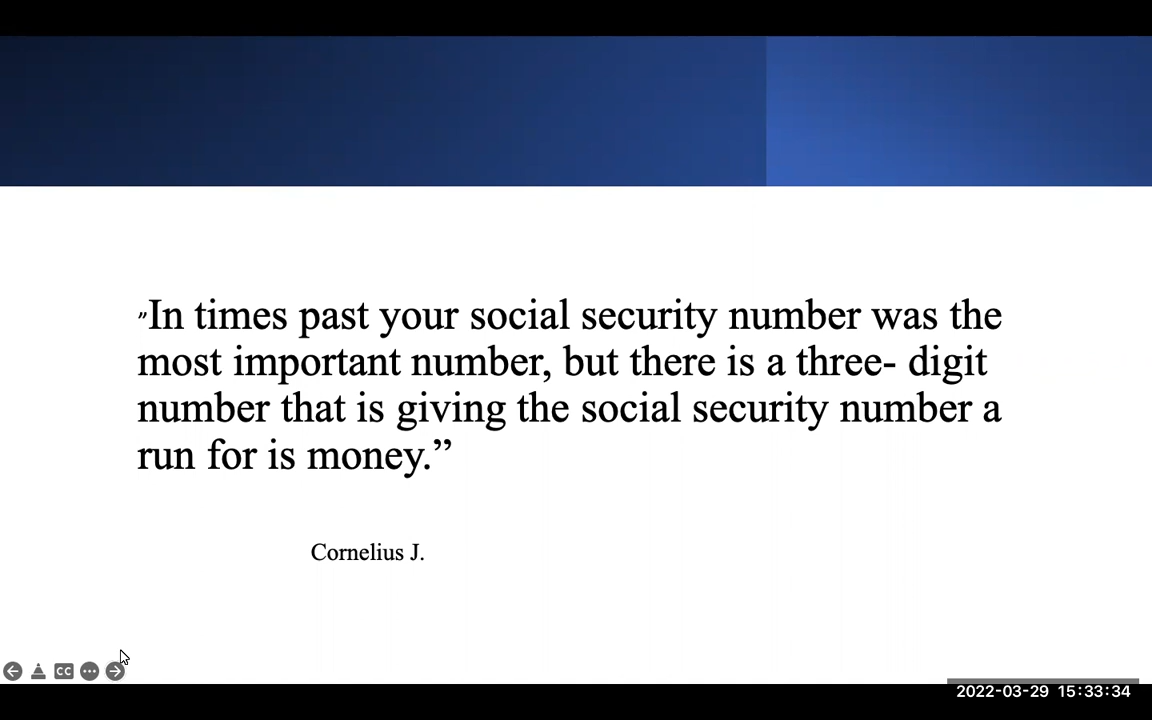 ”In times past your social security number was the
most important number, but there is a three- digit
number that is giving the social security number a
run for is money.”
Cornelius J.
CC
2022-03-29 15:33:34